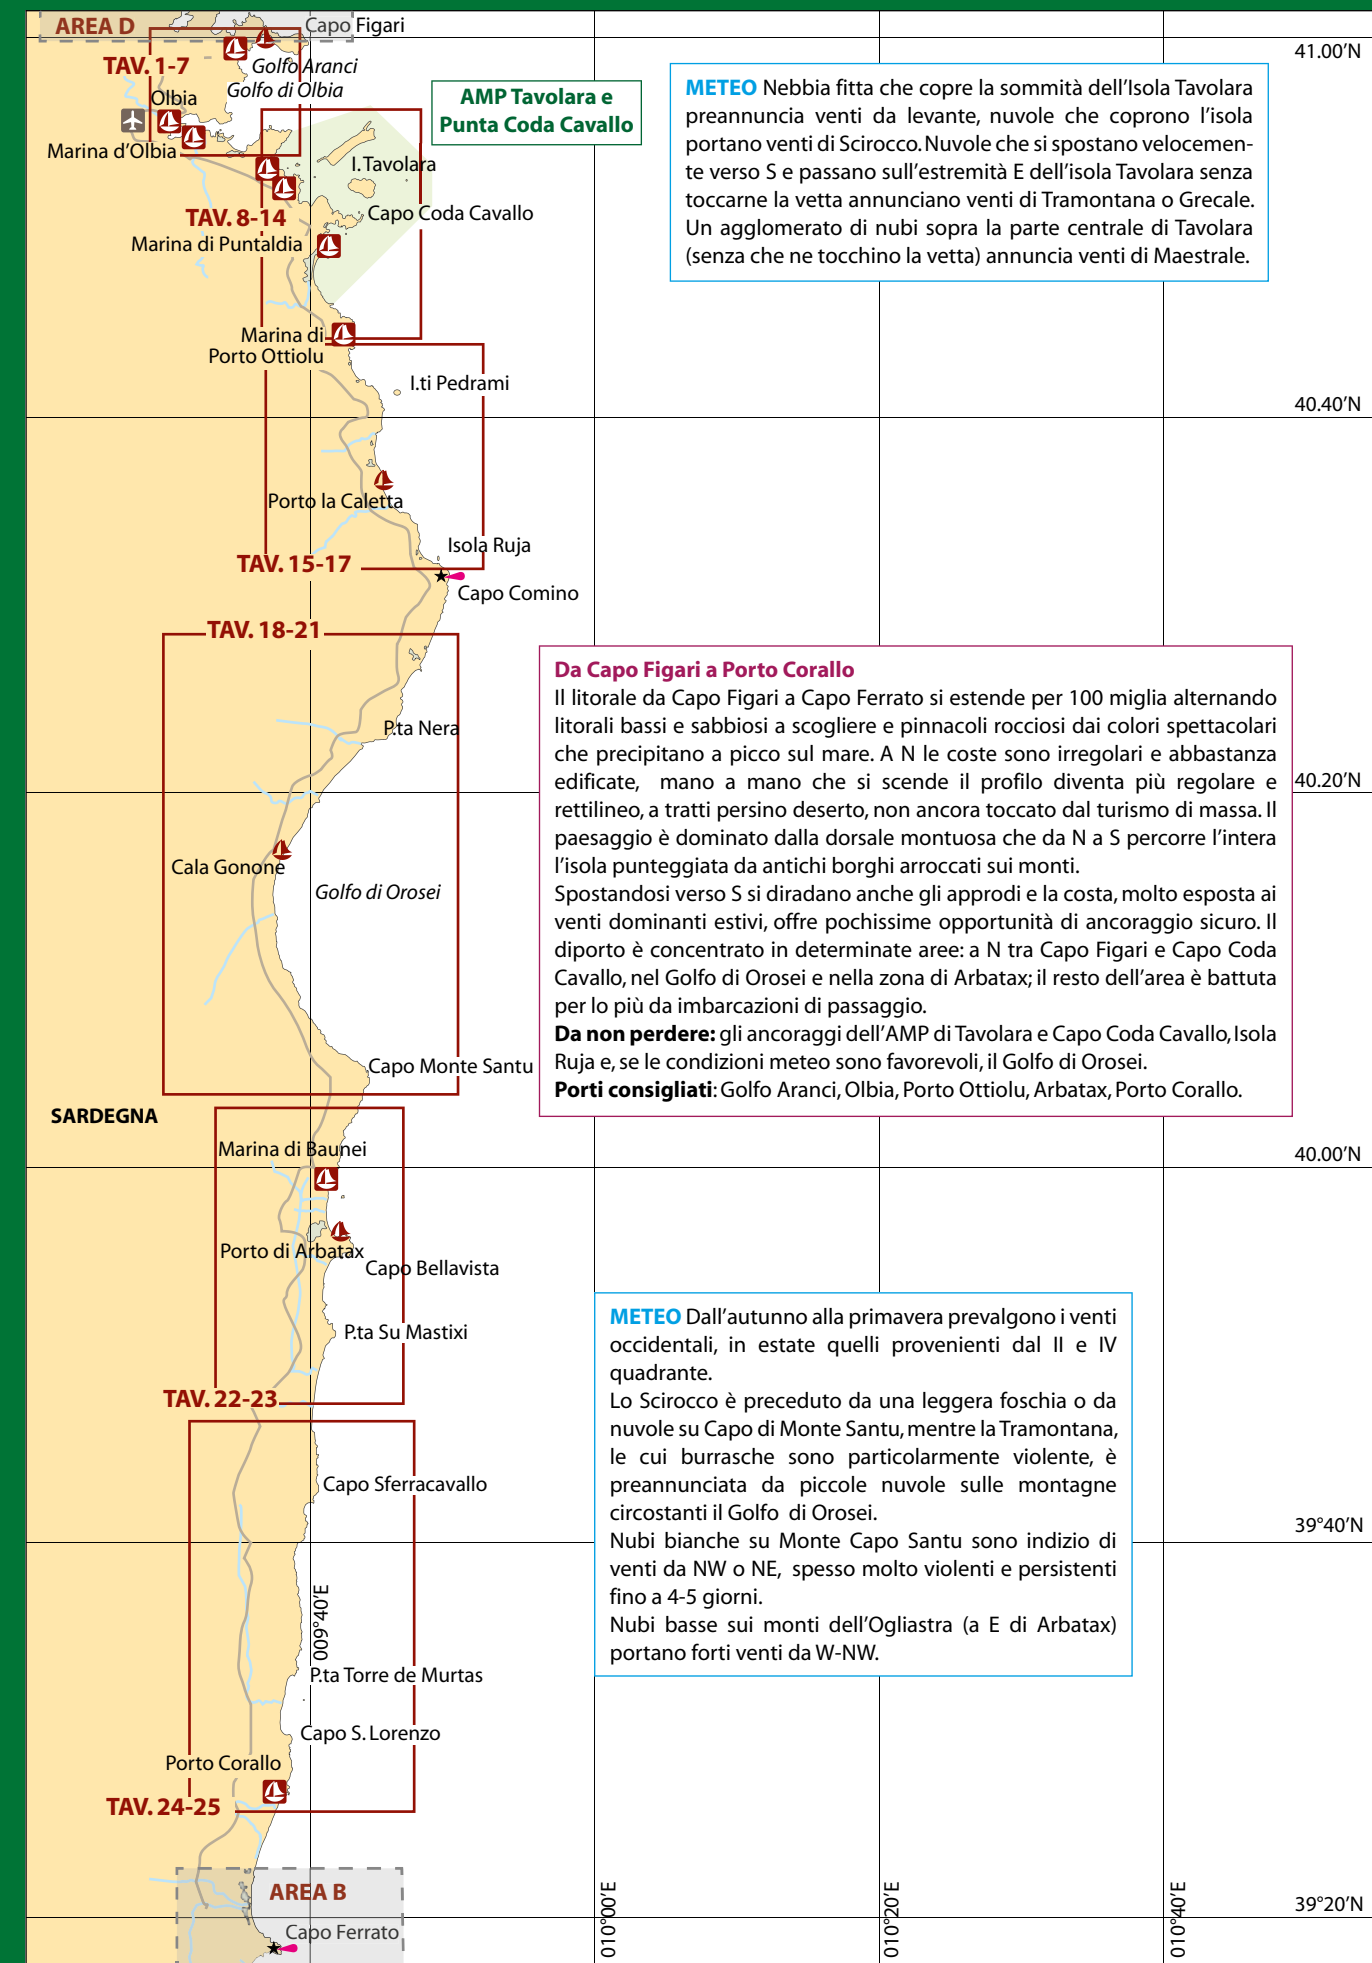 AREA D
Capo Figari
41.00'N
TAV. 1-7
Golfo Aranci
Golfo di Olbia
Olbia
Marina d'Olbia
AMP Tavolara e
Punta Coda Cavallo
METEO Nebbia fitta che copre la sommità dell'Isola Tavolara
preannuncia venti da levante, nuvole che coprono l'isola
portano venti di Scirocco. Nuvole che si spostano velocemen-
te verso S e passano sull'estremità E dell'isola Tavolara senza
toccarne la vetta annunciano venti di Tramontana o Grecale.
Un agglomerato di nubi sopra la parte centrale di Tavolara
(senza che ne tocchino la vetta) annuncia venti di Maestrale.
I. Tavolara
TAV. 8-14
Capo Coda Cavallo
Marina di Puntaldia
Marina di
Porto Ottiolu
I.ti Pedrami
40.40'N
Porto la Caletta
Isola Ruja
TAV. 15-17
Capo Comino
TAV. 18-21
P.ta Nera
Da Capo Figari a Porto Corallo
Il litorale da Capo Figari a Capo Ferrato si estende per 100 miglia alternando
litorali bassi e sabbiosi a scogliere e pinnacoli rocciosi dai colori spettacolari
che precipitano a picco sul mare. A N le coste sono irregolari e abbastanza
edificate, mano a mano che si scende il profilo diventa più regolare e
rettilineo, a tratti persino deserto, non ancora toccato dal turismo di massa. Il
paesaggio è dominato dalla dorsale montuosa che da N a S percorre l'intera
l'isola punteggiata da antichi borghi arroccati sui monti.
Spostandosi verso S si diradano anche gli approdi e la costa, molto esposta ai
venti dominanti estivi, offre pochissime opportunità di ancoraggio sicuro. Il
diporto è concentrato in determinate aree: a N tra Capo Figari e Capo Coda
Cavallo, nel Golfo di Orosei e nella zona di Arbatax; il resto dell'area è battuta
per lo più da imbarcazioni di passaggio.
Da non perdere: gli ancoraggi dell'AMP di Tavolara e Capo Coda Cavallo, Isola
Ruja e, se le condizioni meteo sono favorevoli, il Golfo di Orosei.
Porti consigliati: Golfo Aranci, Olbia, Porto Ottiolu, Arbatax, Porto Corallo.
40.20'N
Cala Gonone
Golfo di Orosei
Capo Monte Santu
SARDEGNA
Marina di Baunei
40.00'N
Porto di Arbatax
Capo Bellavista
P.ta Su Mastixi
TAV. 22-23
METEO Dall'autunno alla primavera prevalgono i venti
occidentali, in estate quelli provenienti dal II e IV
quadrante.
Lo Scirocco è preceduto da una leggera foschia o da
nuvole su Capo di Monte Santu, mentre la Tramontana,
le cui burrasche sono particolarmente violente, è
preannunciata da piccole nuvole sulle montagne
circostanti il Golfo di Orosei.
Nubi bianche su Monte Capo Santu sono indizio di
venti da NW o NE, spesso molto violenti e persistenti
fino a 4-5 giorni.
Nubi basse sui monti dell'Ogliastra (a E di Arbatax)
portano forti venti da W-NW.
Capo Sferracavallo
39°40'N
009°40'E
P.ta Torre de Murtas
Capo S. Lorenzo
Porto Corallo
TAV. 24-25
AREA B
Capo Ferrato
010°00'E
010°20'E
010°40'E
39°20'N